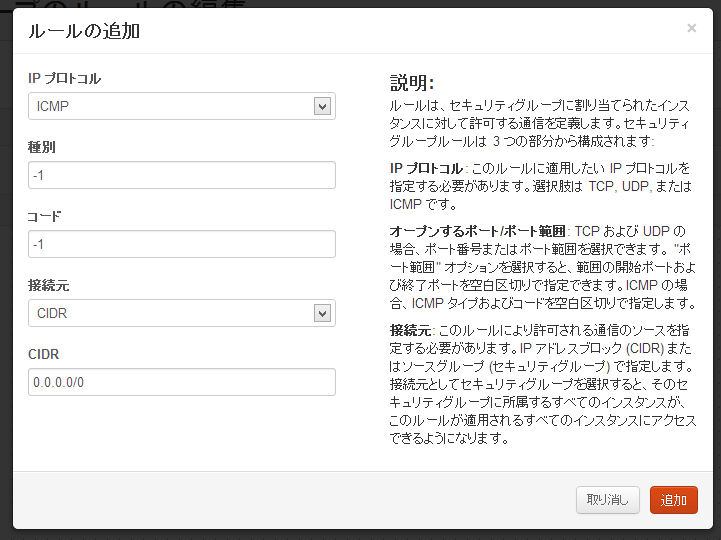 ープのルールの編集
ルールの追加
×
IP プロトコル
ICMP
種別
-1
コード
-1
接続元
CIDR
CIDR
0.0.0.0/0
説明:
ルールは、セキュリティグループに割り当てられたインス
タンスに対して許可する通信を定義します。セキュリティ
グループルールは 3 つの部分から構成されます:
IP プロトコル: このルールに適用したい IP プロトコルを
指定する必要があります。選択肢は TCP, UDP, または
ICMP です。
オープンするポート/ポート範囲: TCP および UDP の
場合、ポート番号またはポート範囲を選択できます。 "ポ
ート範囲" オプションを選択すると、範囲の開始ポートおよ
び終了ポートを空白区切りで指定できます。ICMP の場
合、ICMP タイプおよびコードを空白区切りで指定します。
接続元: このルールにより許可される通信のソースを指
定する必要があります。IP アドレスブロック (CIDR) また
はソースグループ (セキュリティグループ) で指定します。
接続元としてセキュリティグループを選択すると、そのセ
キュリティグループに所属するすべてのインスタンスが、
このルールが適用されるすべてのインスタンスにアクセス
できるようになります。
取り消し
追加